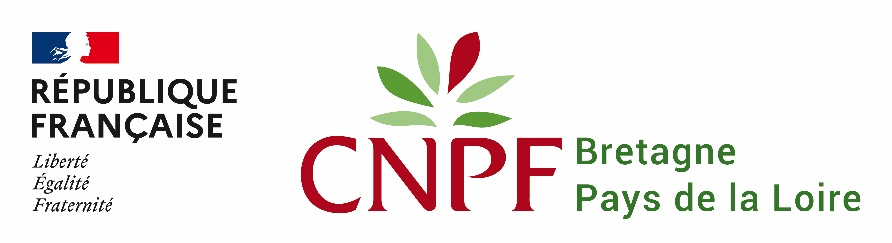 RÉPUBLIQUE
FRANÇAISE
Liberté
Égalité
Fraternité
CNPF
Bretagne
Pays de la Loire